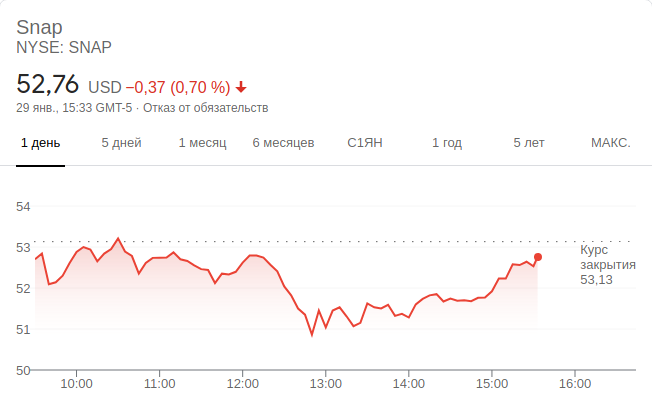 Snap
NYSE: SNAP
52,76 USD −0,37 (0,70 %)
29 янв., 15:33 GMT-5 · Отказ от обязательств
1 день 5 дней 1 месяц 6 месяцев С1ЯН 1 год 5 лет МАКС.
54
53
52
51
50
Курс
закрытия
53,13
10:00 11:00 12:00 13:00 14:00 15:00 16:00